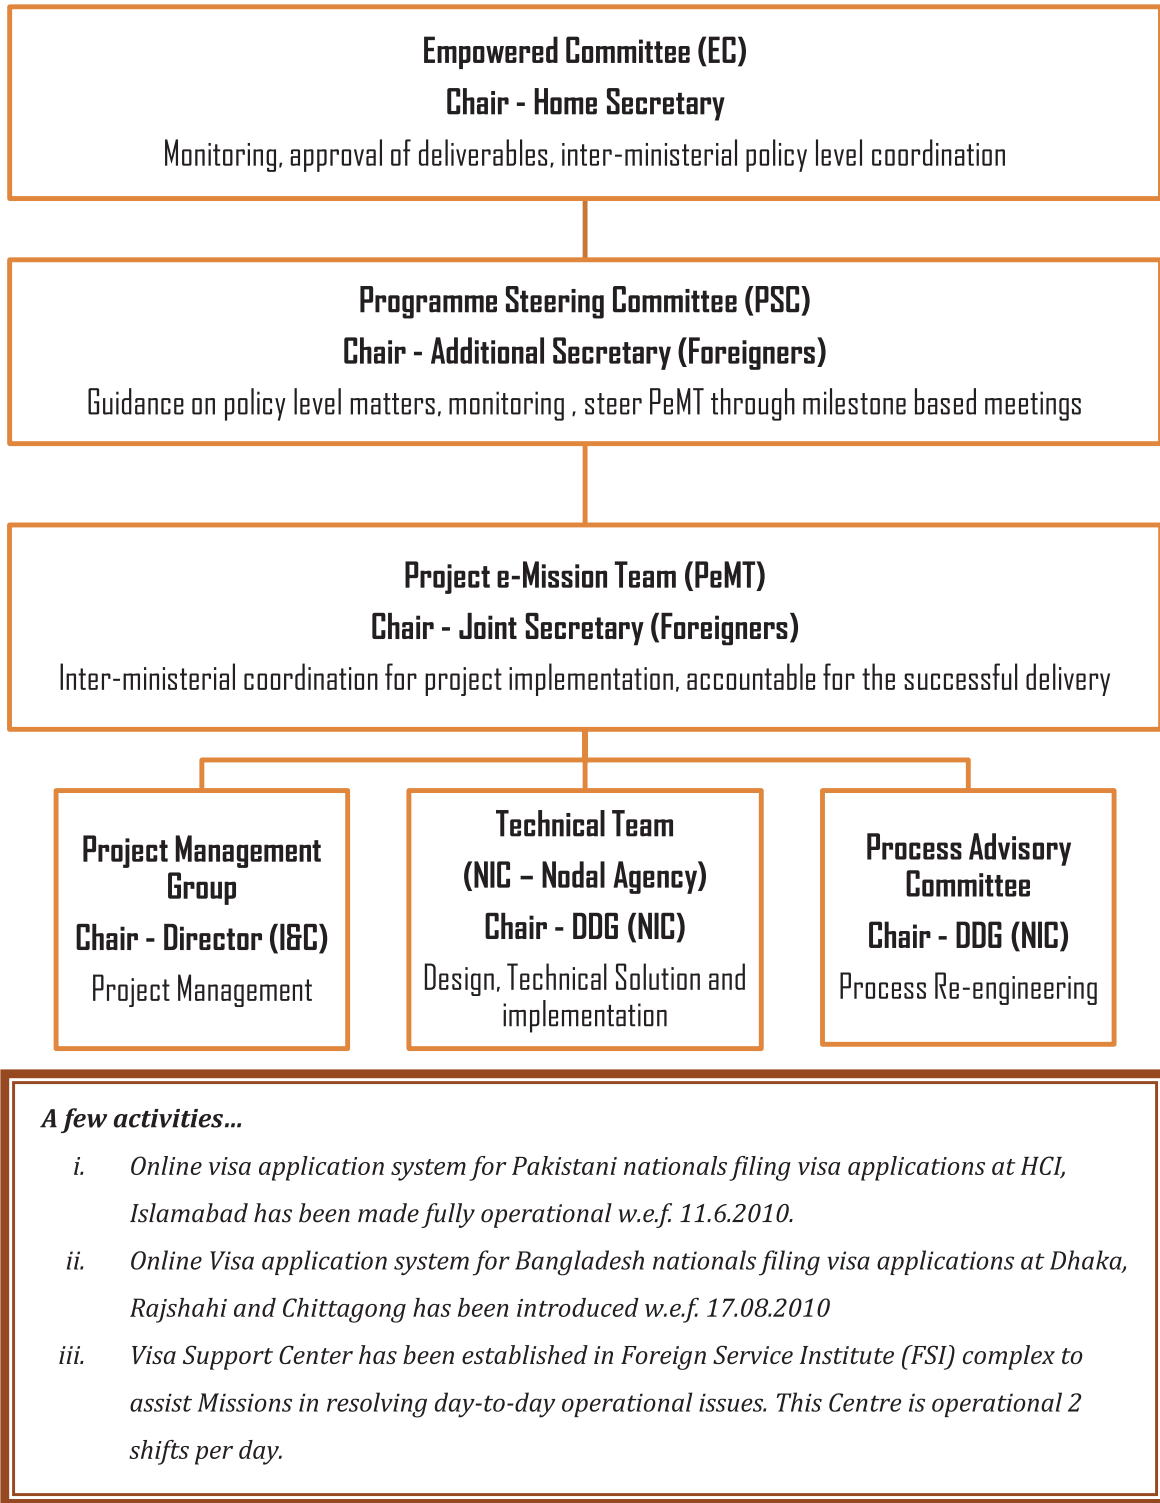 Empowered Committee (EC)
Chair - Home Secretary
Monitoring, approval of deliverables, inter-ministerial policy level coordination
Programme Steering Committee (PSC)
Chair - Additional Secretary (Foreigners)
Guidance on policy level matters, monitoring , steer PeMT through milestone based meetings
Project e-Mission Team (PeMT)
Chair - Joint Secretary (Foreigners)
Inter-ministerial coordination for project implementation, accountable for the successful delivery
Project Management
Group
Chair - Director (I&C)
Project Management
Technical Team
(NIC – Nodal Agency)
Chair - DDG (NIC)
Design, Technical Solution and
implementation
Process Advisory
Committee
Chair - DDG (NIC)
Process Re-engineering
A few activities...
i. Online visa application system for Pakistani nationals filing visa applications at HCI,
Islamabad has been made fully operational w.e.f. 11.6.2010.
ii. Online Visa application system for Bangladesh nationals filing visa applications at Dhaka,
Rajshahi and Chittagong has been introduced w.e.f. 17.08.2010
iii. Visa Support Center has been established in Foreign Service Institute (FSI) complex to
assist Missions in resolving day-to-day operational issues. This Centre is operational 2
shifts per day.